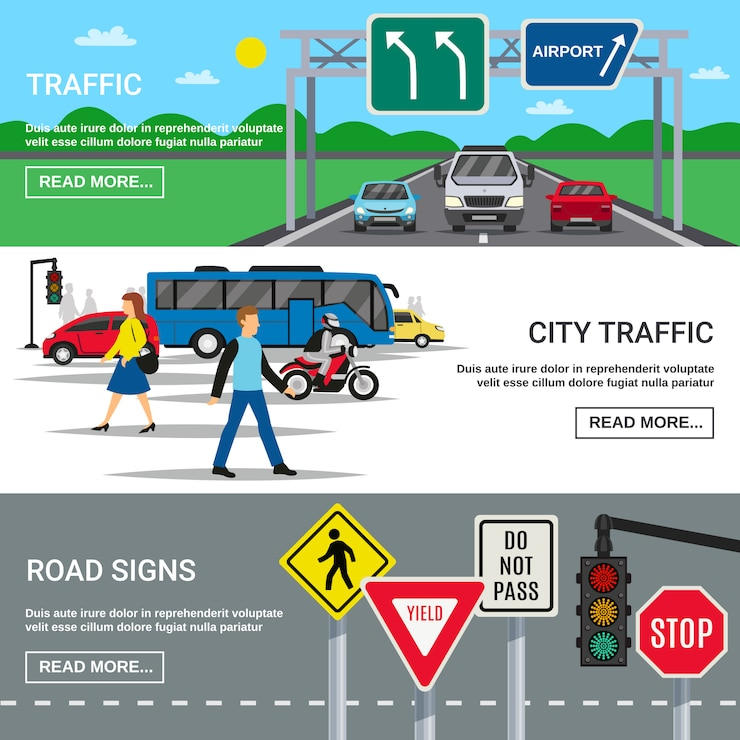 TRAFFIC
Duis aute irure dolor in reprehenderit voluptate
velit esse cillum dolore fugiat nulla pariatur
READ MORE...
AIRPORT
CITY TRAFFIC
Duis aute irure dolor in reprehenderit voluptate
velit esse cillum dolore fugiat nulla pariatur
READ MORE...
ROAD SIGNS
Duis aute irure dolor in reprehenderit voluptate
velit esse cillum dolore fugiat nulla pariatur
READ MORE...
YIELD
DO
NOT
PASS
STOP